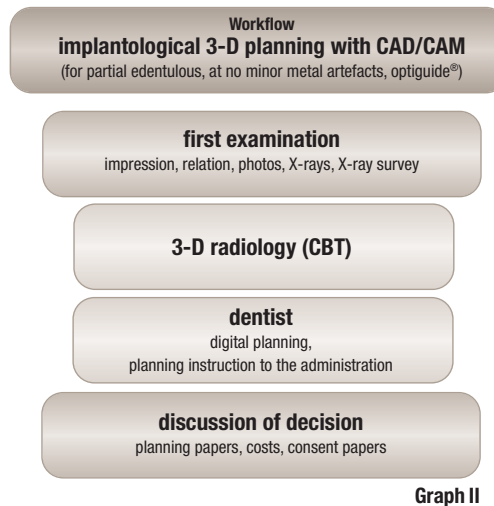 Workflow
implantological 3-D planning with CAD/CAM
(for partial edentulous, at no minor metal artefacts, optiguide®)
first examination
impression, relation, photos, X-rays, X-ray survey
3-D radiology (CBT)
dentist
digital planning,
planning instruction to the administration
discussion of decision
planning papers, costs, consent papers
Graph II